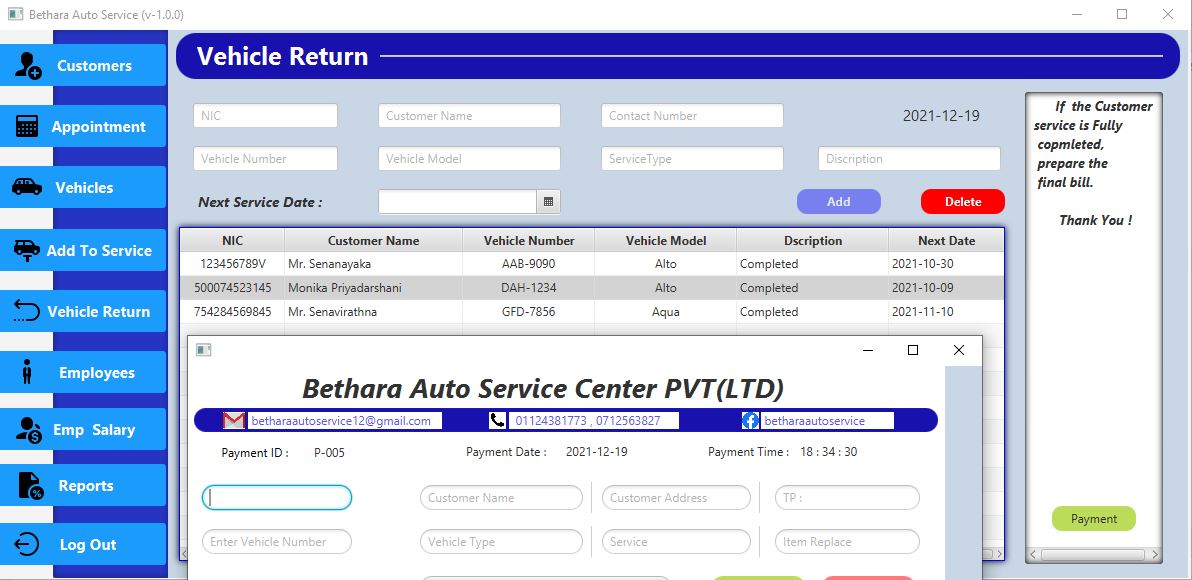 Bethara Auto Service (v-1.0.0)
Customers
Appointment
Vehicles
Add To Service
Vehicle Return
Employees
Emp Salary
Reports
Log Out
Vehicle Return
NIC Customer Name Contact Number 2021-12-19
Vehicle Number Vehicle Model ServiceType Discription
Next Service Date :
Add Delete
NIC Customer Name Vehicle Number Vehicle Model Dscription Next Date
123456789V Mr. Senanayaka AAB-9090 Alto Completed 2021-10-30
500074523145 Monika Priyadarshani DAH-1234 Alto Completed 2021-10-09
754284569845 Mr. Senavirathna GFD-7856 Aqua Completed 2021-11-10
If the Customer
service is Fully
copmleted,
prepare the
final bill.
Thank You !
Payment
Bethara Auto Service Center PVT(LTD)
betharaautoservice12@gmail.com 01124381773 , 0712563827 betharaautoservice
Payment ID : P-005 Payment Date : 2021-12-19 Payment Time : 18 : 34 : 30
Customer Name Customer Address TP :
Enter Vehicle Number Vehicle Type Service Item Replace